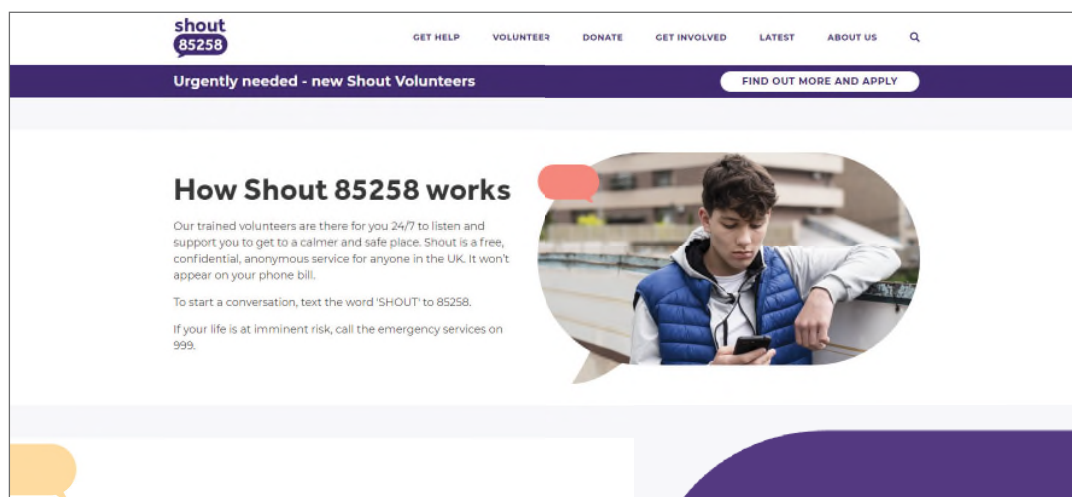 shout
85258
GET HELP VOLUNTEER DONATE GET INVOLVED LATEST ABOUT US
Urgently needed - new Shout Volunteers
FIND OUT MORE AND APPLY
How Shout 85258 works
Our trained volunteers are there for you 24/7 to listen and
support you to get to a calmer and safe place. Shout is a free,
confidential, anonymous service for anyone in the UK. It won't
appear on your phone bill.
To start a conversation, text the word 'SHOUT' to 85258.
If your life is at imminent risk, call the emergency services on
999.